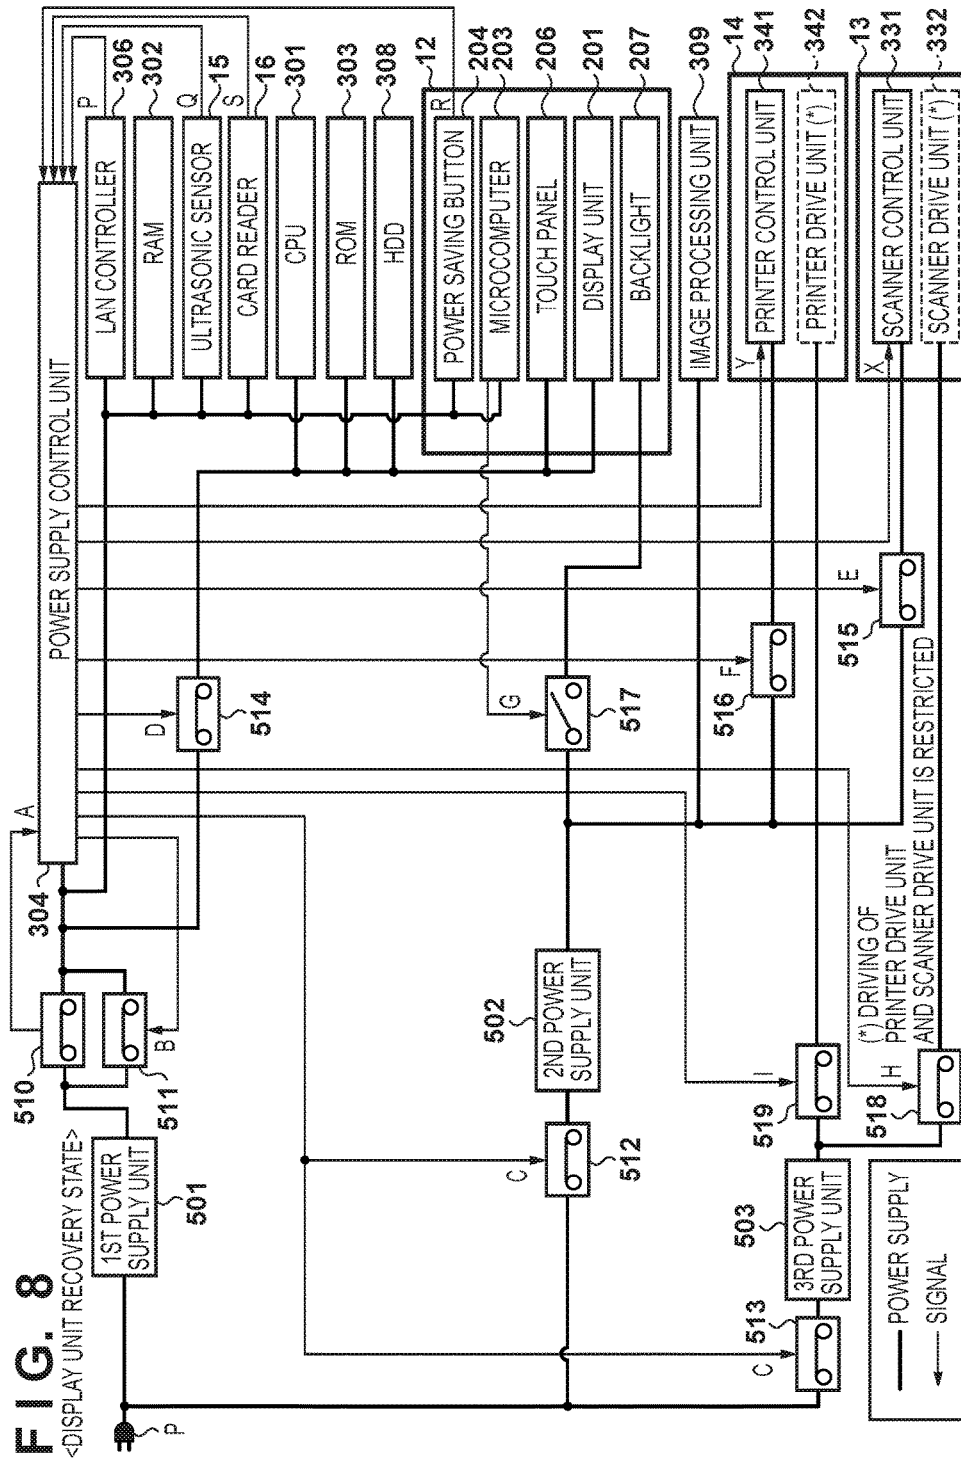 FIG. 8
<DISPLAY UNIT RECOVERY STATE>
P
1ST POWER
SUPPLY UNIT
501
510
511
B
A
304
POWER SUPPLY CONTROL UNIT
D
514
C
512
2ND POWER
SUPPLY UNIT
502
G
517
F
516
E
515
C
513
3RD POWER
SUPPLY UNIT
503
I
519
H
518
(*) DRIVING OF
PRINTER DRIVE UNIT
AND SCANNER DRIVE UNIT IS RESTRICTED
LAN CONTROLLER
P
306
RAM
302
ULTRASONIC SENSOR
Q
15
CARD READER
S
16
CPU
301
ROM
303
HDD
308
12
POWER SAVING BUTTON
R
204
MICROCOMPUTER
203
TOUCH PANEL
206
DISPLAY UNIT
201
BACKLIGHT
207
IMAGE PROCESSING UNIT
309
14
Y
PRINTER CONTROL UNIT
341
PRINTER DRIVE UNIT (*)
342
13
X
SCANNER CONTROL UNIT
331
SCANNER DRIVE UNIT (*)
332
POWER SUPPLY
SIGNAL